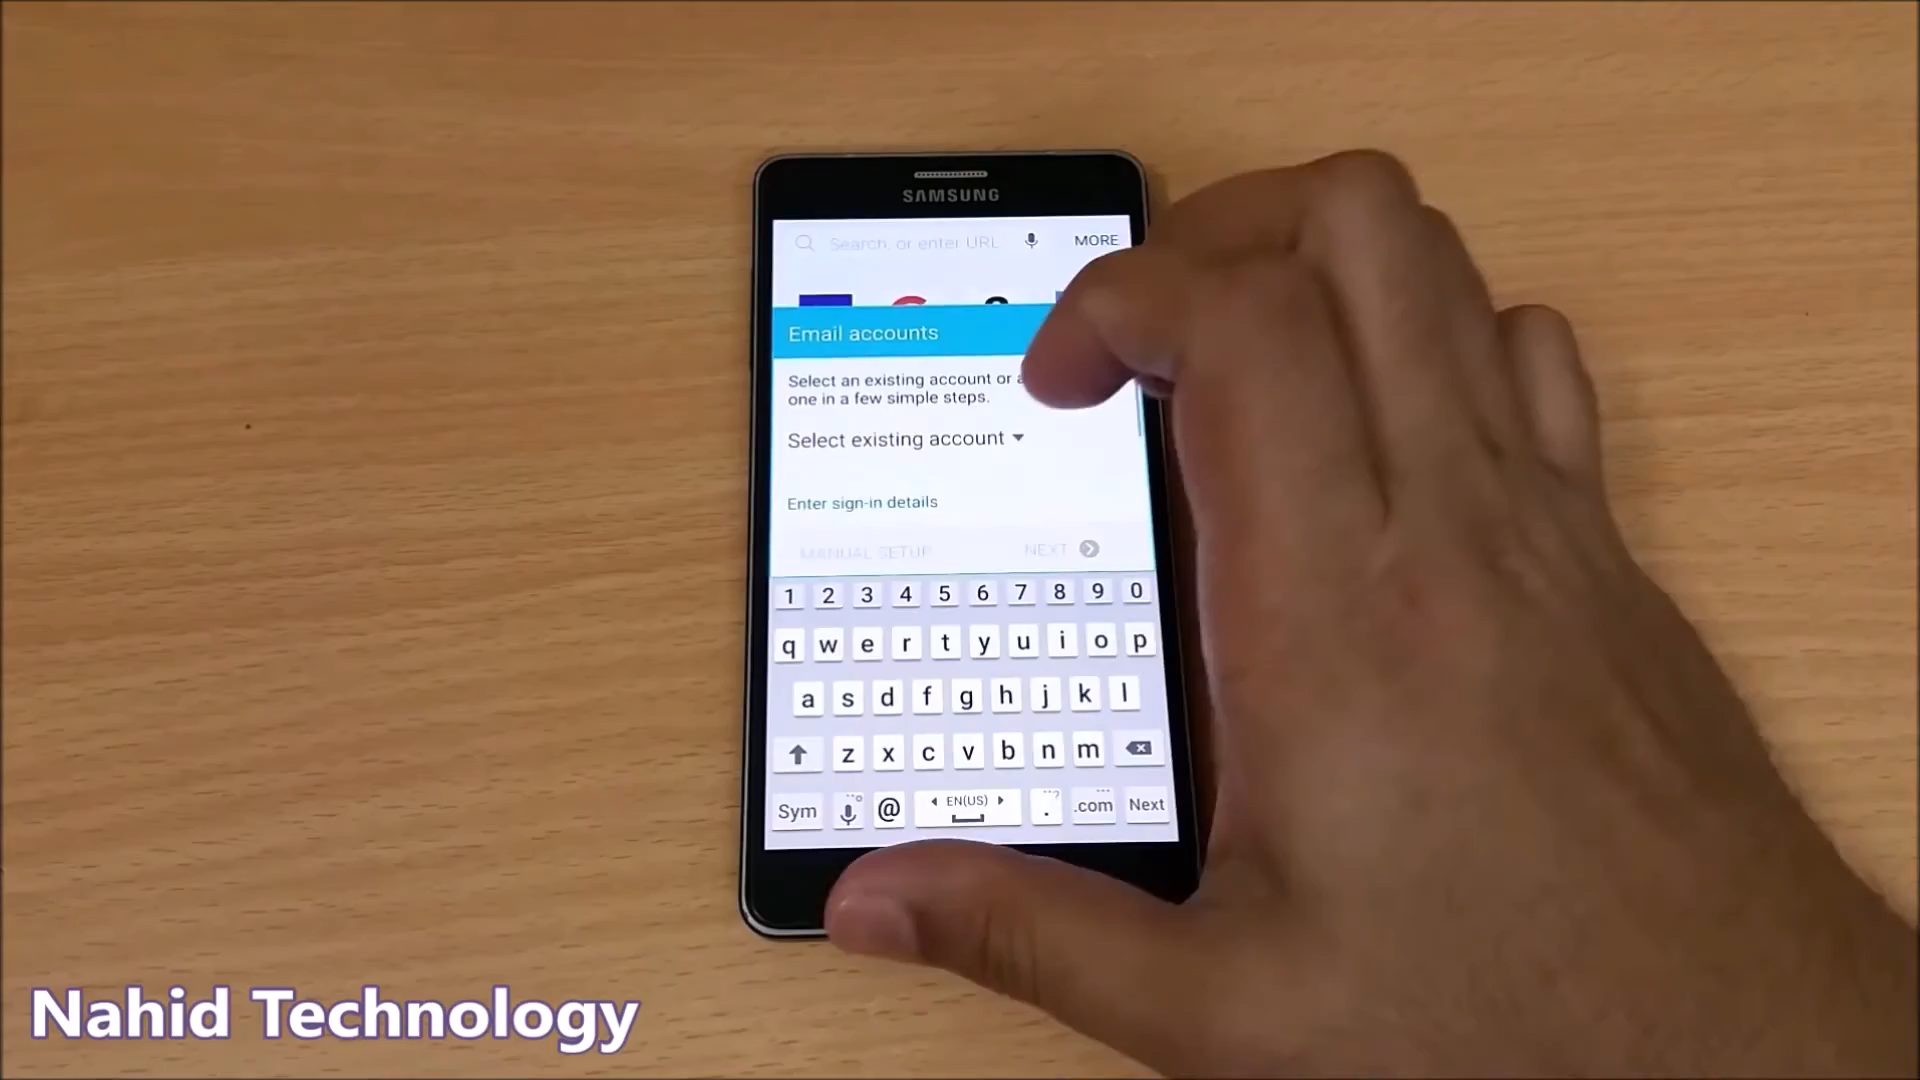 SAMSUNG
Search, or enter URL
MORE
Email accounts
Select an existing account or
one in a few simple steps.
Select existing account
Enter sign-in details
MANUAL SETUP
NEXT
1 2 3 4 5 6 7 8 9 0
q w e r t y u i o p
a s d f g h j k l
z x c v b n m
Sym @ EN(US) . .com Next
Nahid Technology